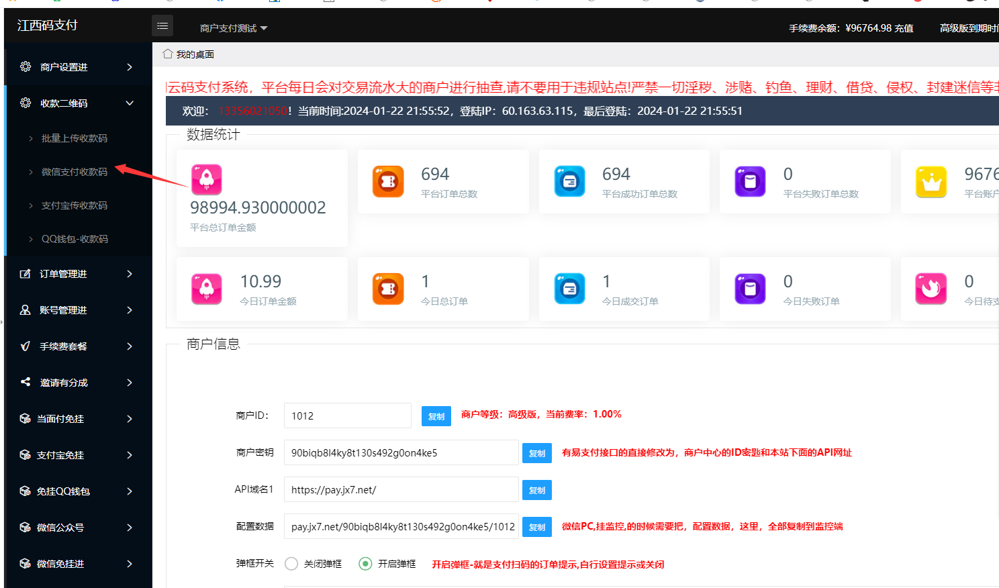 江西码支付
商户支付测试
手续费余额：¥96764.98 充值
高级版到期时
我的桌面
云码支付系统，平台每日会对交易流水大的商户进行抽查,请不要用于违规站点!严禁一切淫秽、涉赌、钓鱼、理财、借贷、侵权、封建迷信等
欢迎： 13356021050！当前时间:2024-01-22 21:55:52，登陆IP：60.163.63.115，最后登陆：2024-01-22 21:55:51
商户设置进
收款二维码
批量上传收款码
微信支付收款码
支付宝传收款码
QQ钱包-收款码
订单管理进
账号管理进
手续费套餐
邀请有分成
当面付免挂
支付宝免挂
免挂QQ钱包
微信公众号
微信免挂进
数据统计
98994.930000002
平台总订单金额
694
平台订单总数
694
平台成功订单总数
0
平台失败订单总数
9676
平台账户
10.99
今日订单金额
1
今日总订单
1
今日成交订单
0
今日失败订单
0
今日待支
商户信息
商户ID： 1012 复制 商户等级：高级版，当前费率：1.00%
商户密钥 90biqb8l4ky8t130s492g0on4ke5 复制 有易支付接口的直接修改为，商户中心的ID密匙和本站下面的API网址
API域名1 https://pay.jx7.net/ 复制
配置数据 pay.jx7.net/90biqb8l4ky8t130s492g0on4ke5/1012 复制 微信PC,挂监控,的时候需要把，配置数据，这里，全部复制到监控端
弹框开关 关闭弹框 开启弹框 开启弹框-就是支付扫码的订单提示,自行设置提示或关闭